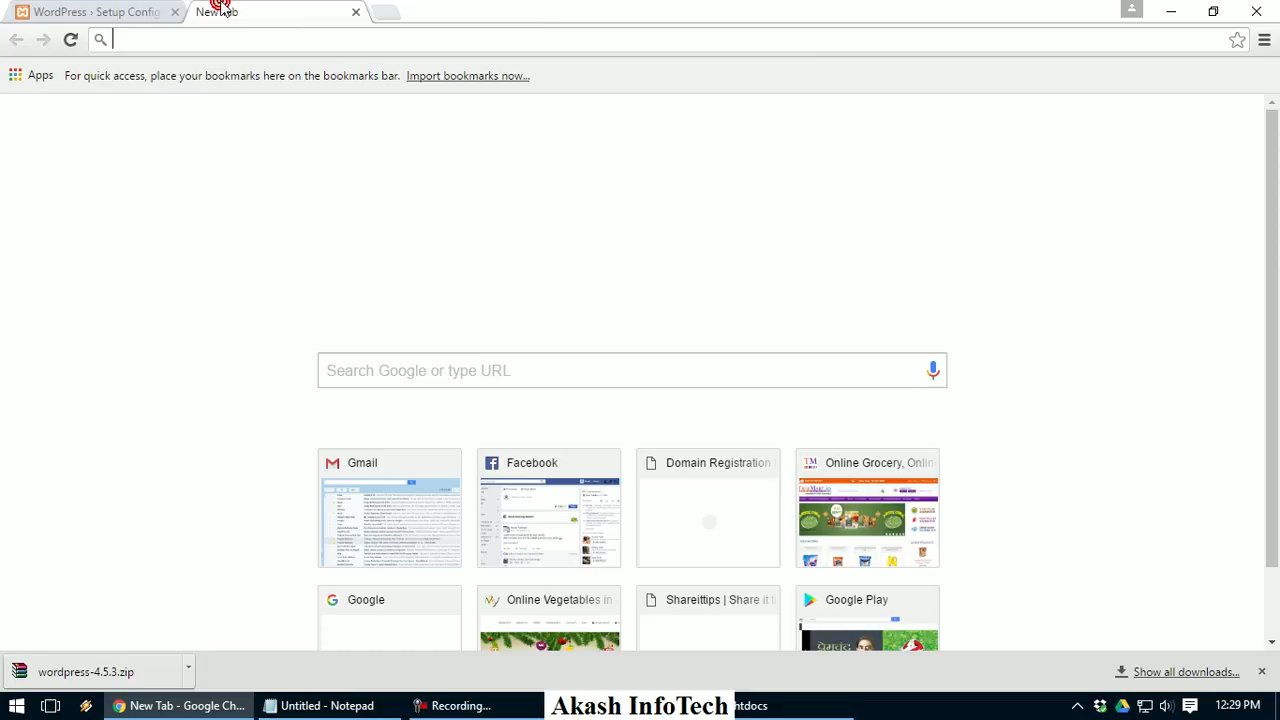 WordPress › Setup Config
New Tab
Apps For quick access, place your bookmarks here on the bookmarks bar. Import bookmarks now...
Search Google or type URL
Gmail
Facebook
Domain Registration
TM
Online Grocery, Onlin
Google
Online Vegetables in
Shareittips | Share it t
Google Play
wordpress-4.5.3.zip
Show all downloads...
New Tab - Google Ch...
Untitled - Notepad
Recording...
Akash InfoTech
htdocs
12:29 PM